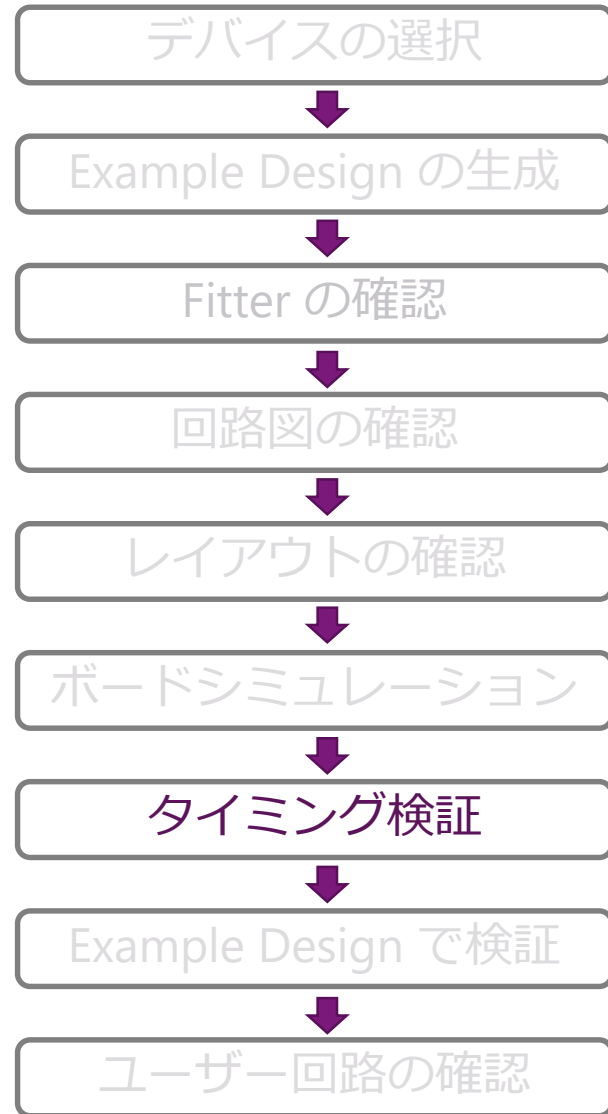 デバイスの選択
Example Design の生成
Fitter の確認
回路図の確認
レイアウトの確認
ボードシミュレーション
タイミング検証
Example Design で検証
ユーザー回路の確認